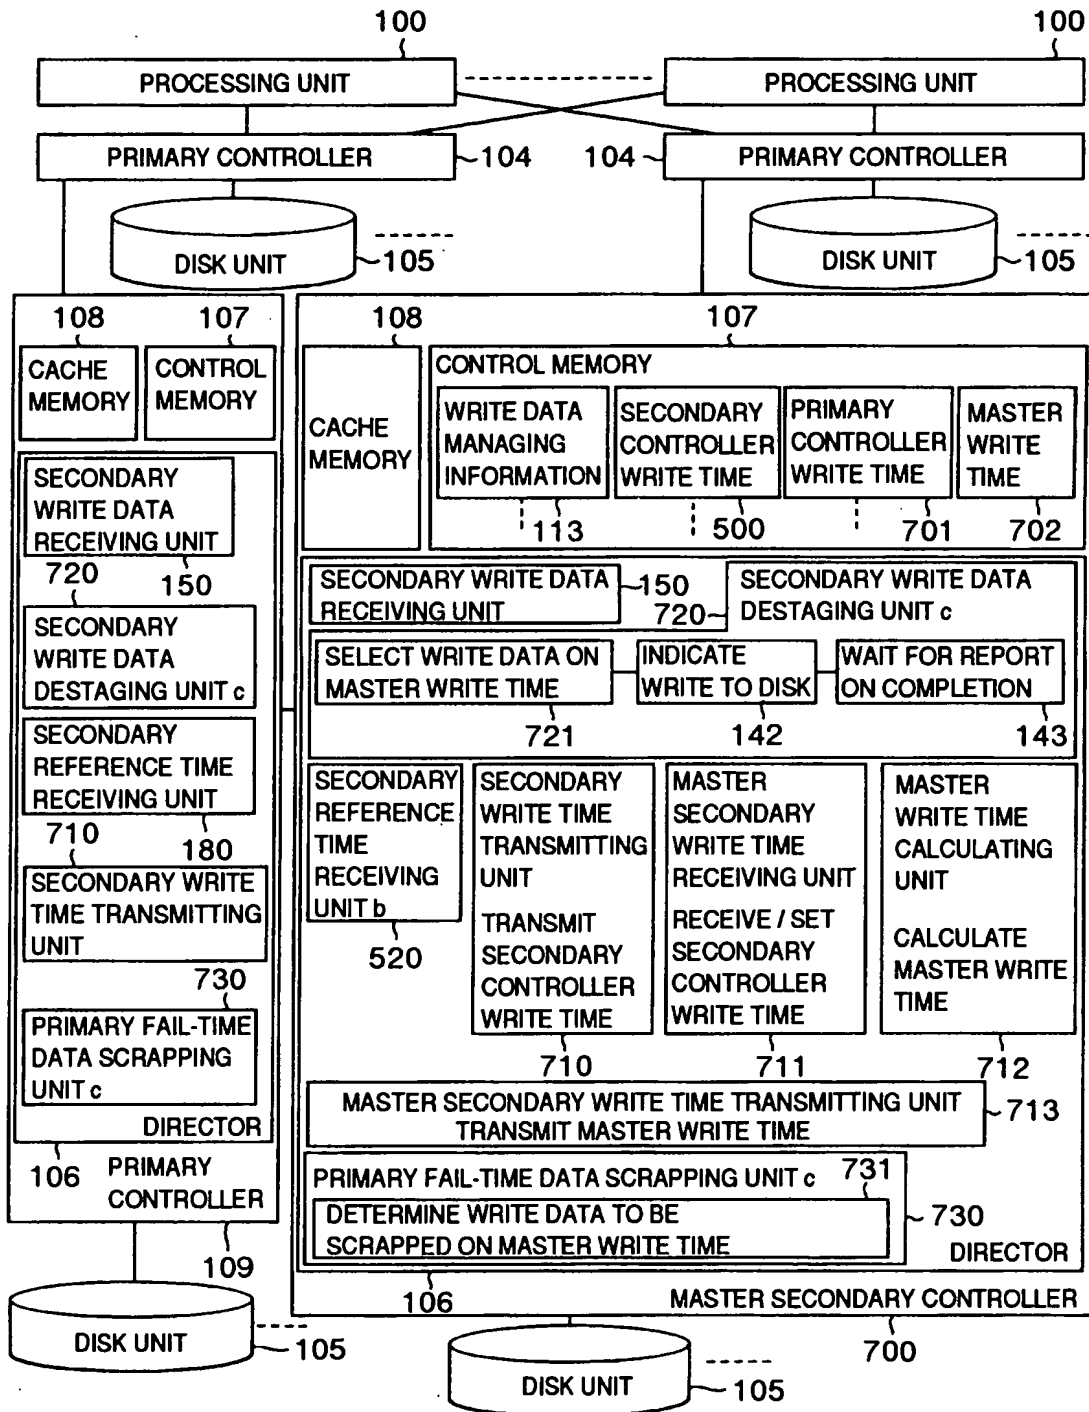 100
100
PROCESSING UNIT
PROCESSING UNIT
PRIMARY CONTROLLER
104
104
PRIMARY CONTROLLER
DISK UNIT
105
DISK UNIT
105
108
107
CACHE
MEMORY
CONTROL
MEMORY
SECONDARY
WRITE DATA
RECEIVING UNIT
720
150
SECONDARY
WRITE DATA
DESTAGING UNIT c
SECONDARY
REFERENCE TIME
RECEIVING UNIT
710
180
SECONDARY WRITE
TIME TRANSMITTING
UNIT
730
PRIMARY FAIL-TIME
DATA SCRAPPING
UNIT c
DIRECTOR
106
PRIMARY
CONTROLLER
109
DISK UNIT
105
108
107
CACHE
MEMORY
CONTROL MEMORY
WRITE DATA
MANAGING
INFORMATION
113
SECONDARY
CONTROLLER
WRITE TIME
500
PRIMARY
CONTROLLER
WRITE TIME
701
MASTER
WRITE
TIME
702
SECONDARY WRITE DATA
RECEIVING UNIT
150
720
SECONDARY WRITE DATA
DESTAGING UNIT c
SELECT WRITE DATA ON
MASTER WRITE TIME
721
INDICATE
WRITE TO DISK
142
WAIT FOR REPORT
ON COMPLETION
143
SECONDARY
REFERENCE
TIME
RECEIVING
UNIT b
520
SECONDARY
WRITE TIME
TRANSMITTING
UNIT
TRANSMIT
SECONDARY
CONTROLLER
WRITE TIME
710
MASTER
SECONDARY
WRITE TIME
RECEIVING UNIT
RECEIVE / SET
SECONDARY
CONTROLLER
WRITE TIME
711
MASTER
WRITE TIME
CALCULATING
UNIT
CALCULATE
MASTER WRITE
TIME
712
MASTER SECONDARY WRITE TIME TRANSMITTING UNIT
TRANSMIT MASTER WRITE TIME
713
PRIMARY FAIL-TIME DATA SCRAPPING UNIT c
731
DETERMINE WRITE DATA TO BE
SCRAPPED ON MASTER WRITE TIME
730
DIRECTOR
106
MASTER SECONDARY CONTROLLER
700
DISK UNIT
105